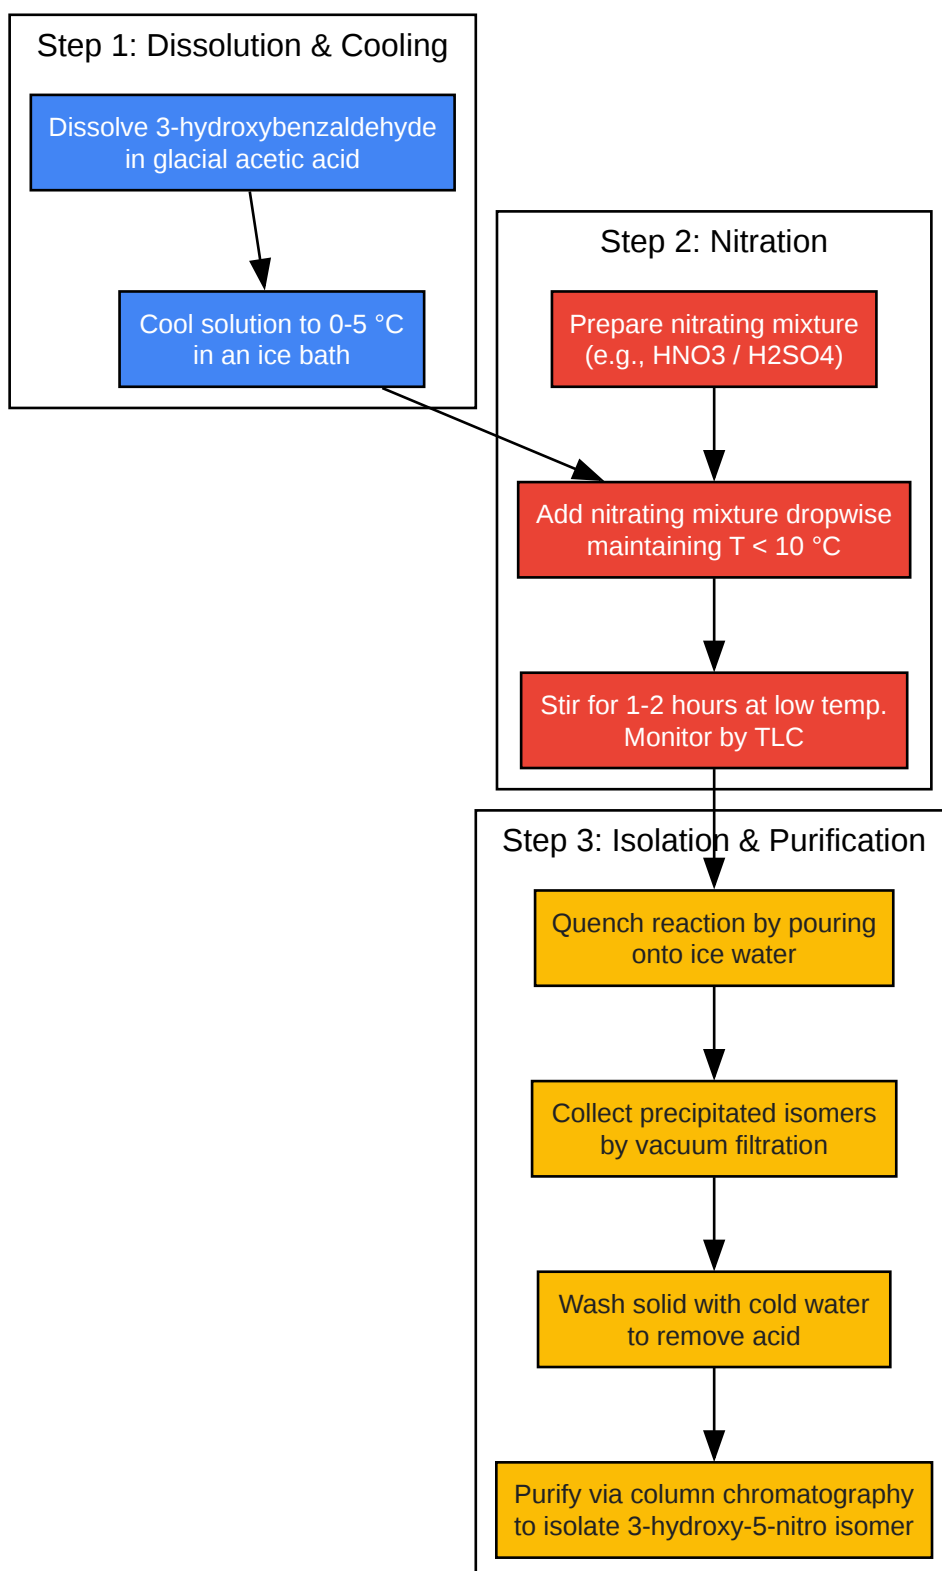 Step 1: Dissolution & Cooling
Dissolve 3-hydroxybenzaldehyde
in glacial acetic acid
Cool solution to 0-5 °C
in an ice bath
Step 2: Nitration
Prepare nitrating mixture
(e.g., HNO3 / H2SO4)
Add nitrating mixture dropwise
maintaining T < 10 °C
Stir for 1-2 hours at low temp.
Monitor by TLC
Step 3: Isolation & Purification
Quench reaction by pouring
onto ice water
Collect precipitated isomers
by vacuum filtration
Wash solid with cold water
to remove acid
Purify via column chromatography
to isolate 3-hydroxy-5-nitro isomer